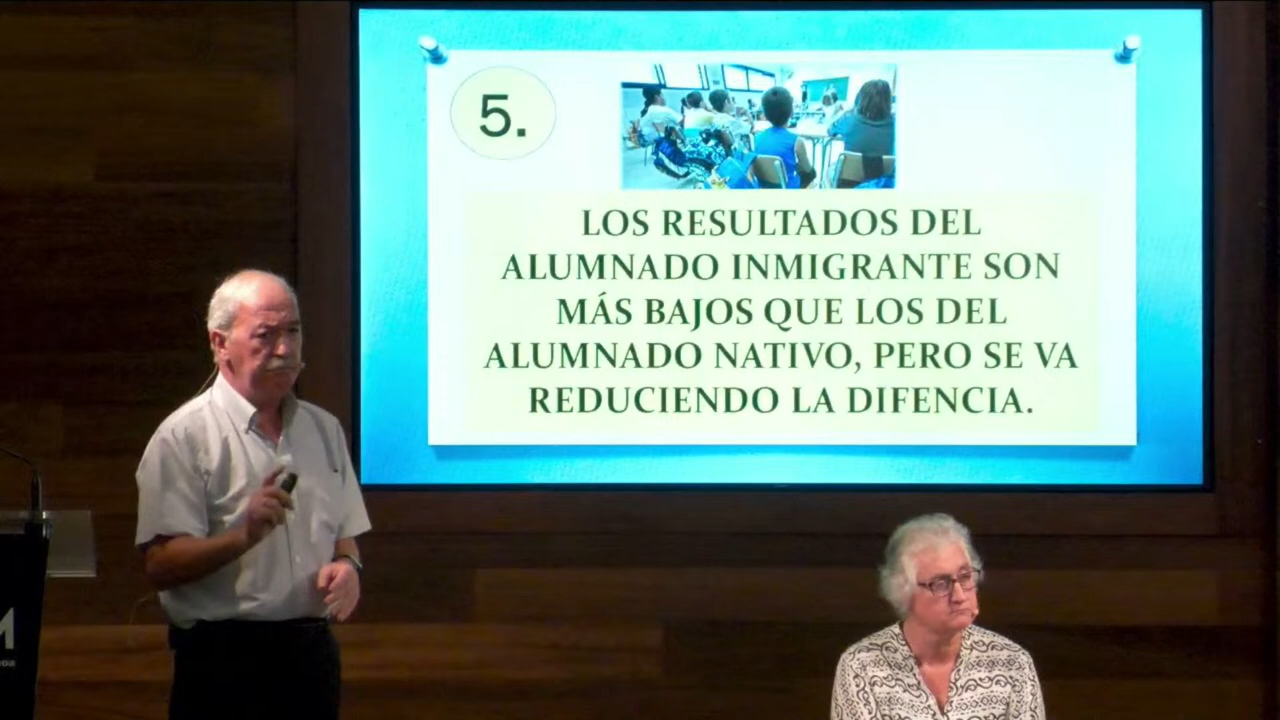 5.
LOS RESULTADOS DEL
ALUMNADO INMIGRANTE SON
MÁS BAJOS QUE LOS DEL
ALUMNADO NATIVO, PERO SE VA
REDUCIENDO LA DIFENCIA.